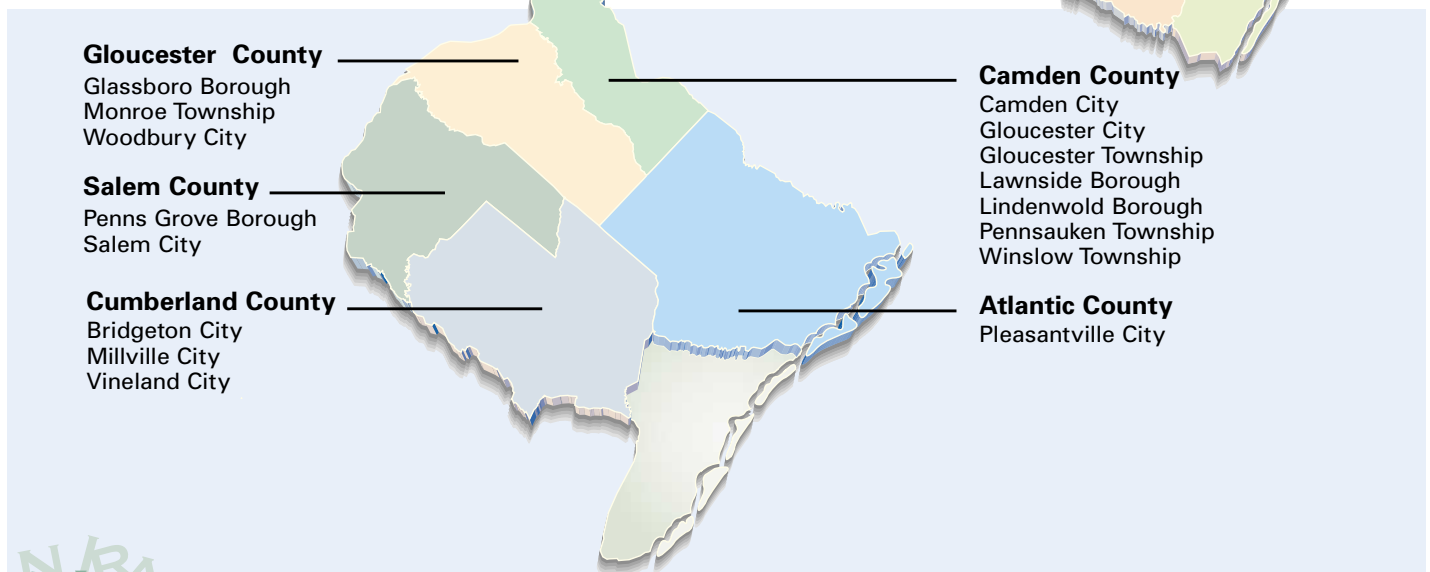 Gloucester County
Glassboro Borough
Monroe Township
Woodbury City
Salem County
Penns Grove Borough
Salem City
Cumberland County
Bridgeton City
Millville City
Vineland City
Camden County
Camden City
Gloucester City
Gloucester Township
Lawnside Borough
Lindenwold Borough
Pennsauken Township
Winslow Township
Atlantic County
Pleasantville City